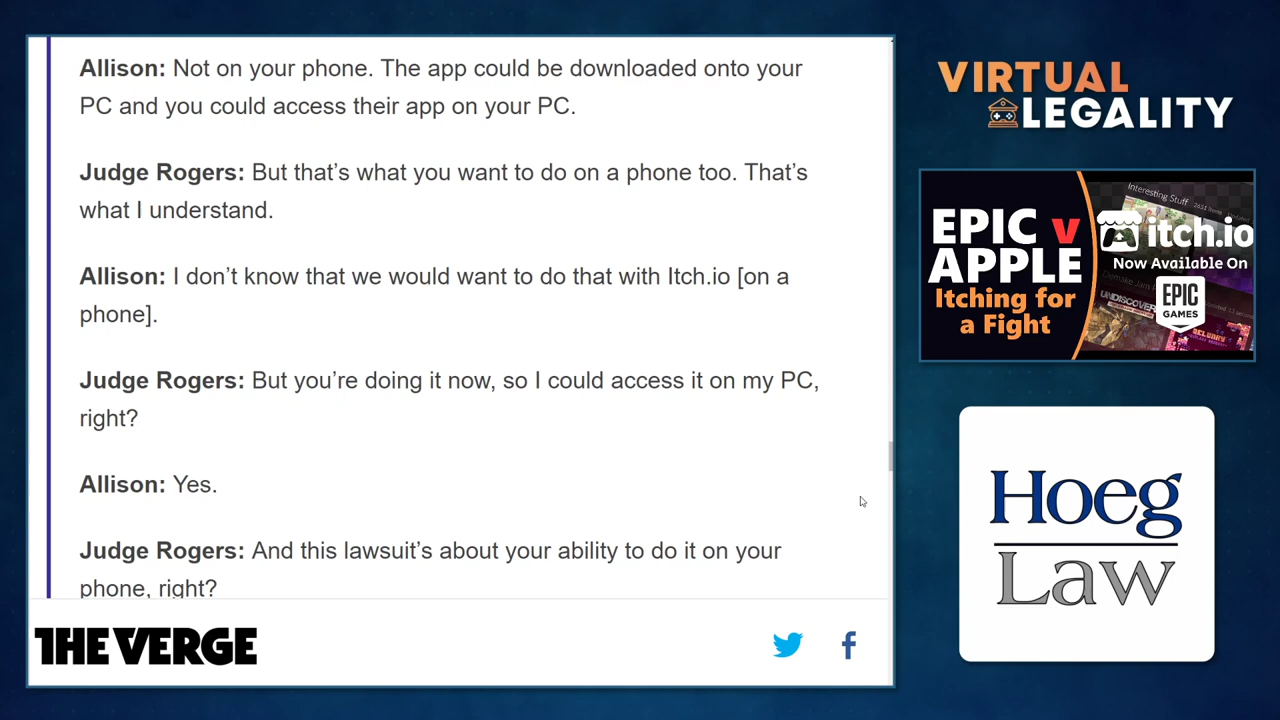 Allison: Not on your phone. The app could be downloaded onto your
PC and you could access their app on your PC.
Judge Rogers: But that’s what you want to do on a phone too. That’s
what I understand.
Allison: I don’t know that we would want to do that with Itch.io [on a
phone].
Judge Rogers: But you’re doing it now, so I could access it on my PC,
right?
Allison: Yes.
Judge Rogers: And this lawsuit’s about your ability to do it on your
phone, right?
THE VERGE
VIRTUAL
LEGALITY
EPIC v
APPLE
Itching for
a Fight
Interesting Stuff
itch.io
Now Available On
EPIC
GAMES
Hoeg
Law